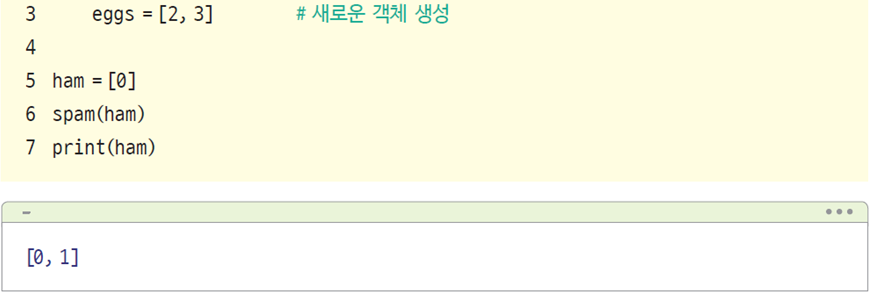 3 eggs = [2, 3] # 새로운 객체 생성
4
5 ham = [0]
6 spam(ham)
7 print(ham)
[0, 1]